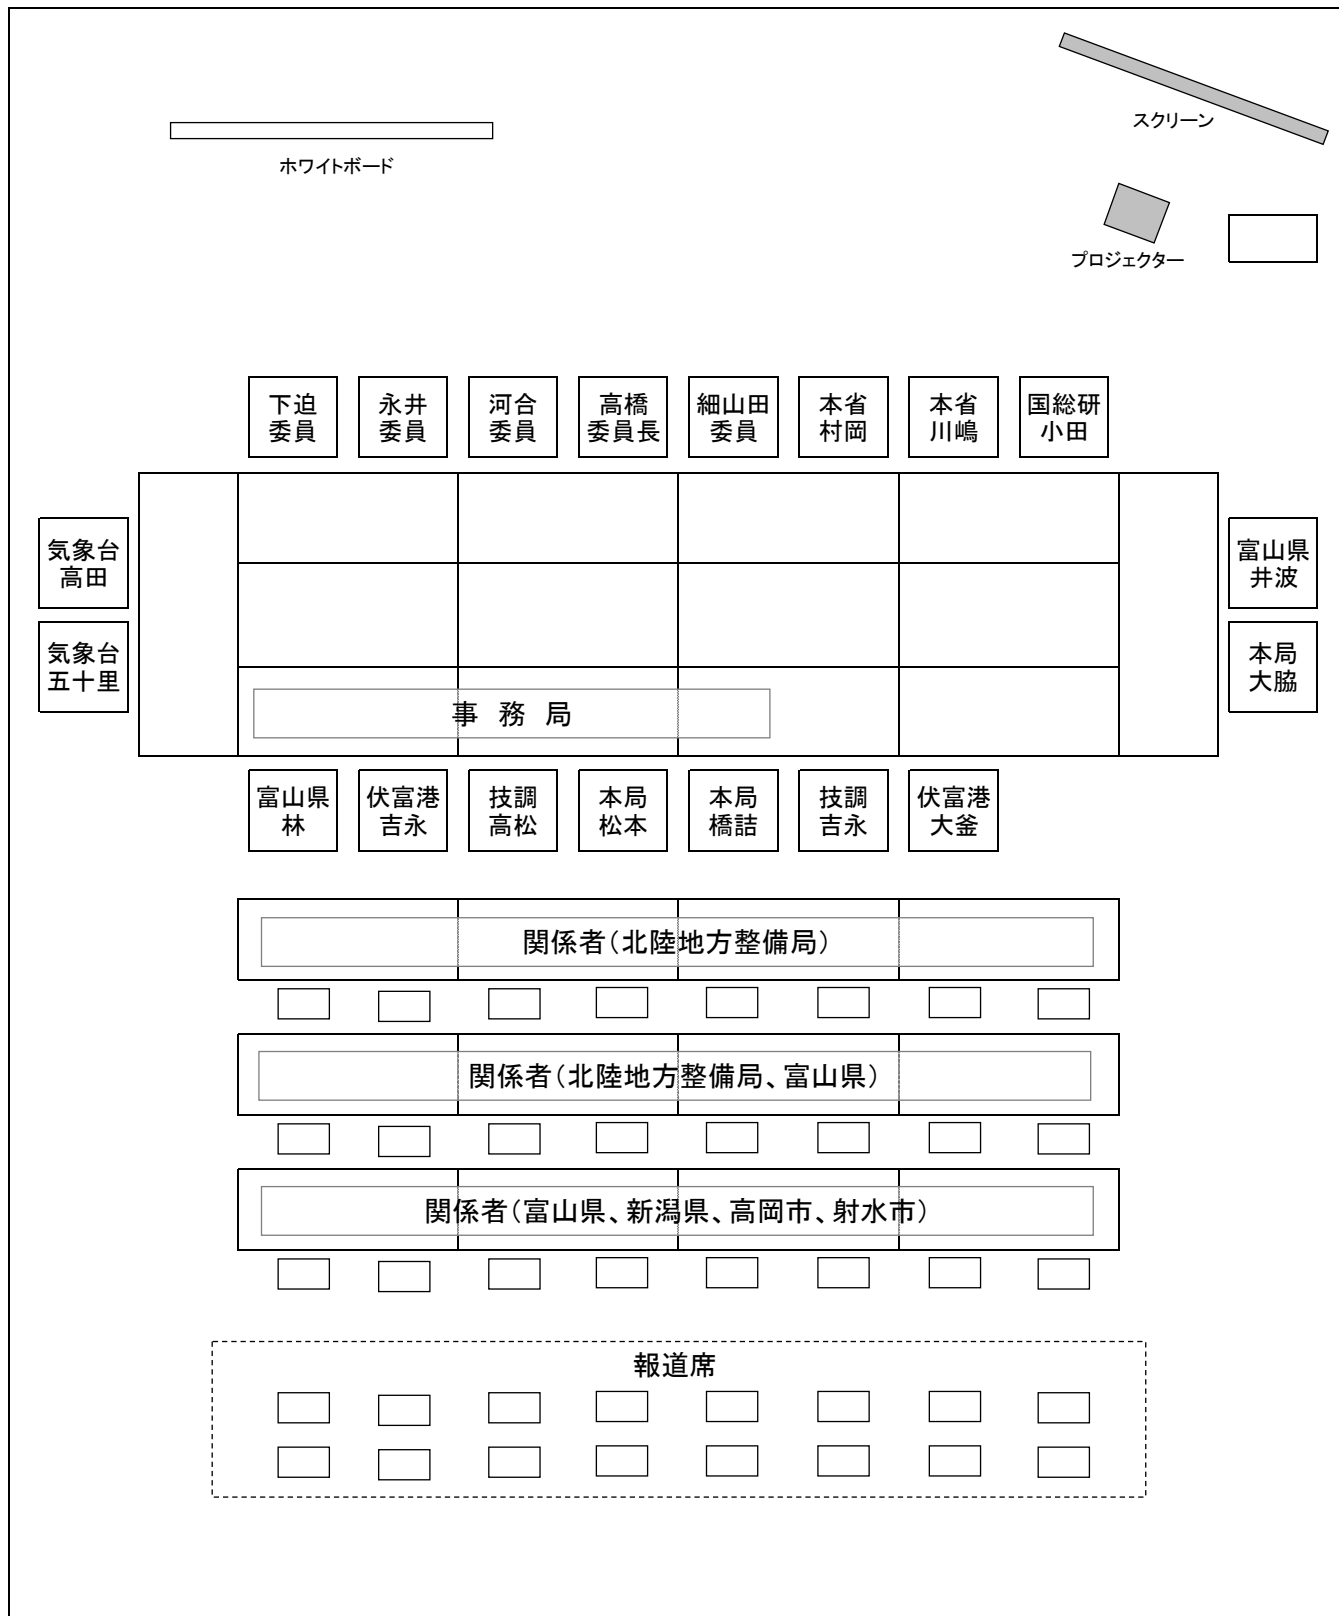 スクリーン
ホワイトボード
プロジェクター
下迫
委員
永井
委員
河合
委員
高橋
委員長
細山田
委員
本省
村岡
本省
川嶋
国総研
小田
気象台
高田
富山県
井波
気象台
五十里
本局
大脇
事 務 局
富山県
林
伏富港
吉永
技調
高松
本局
松本
本局
橋詰
技調
吉永
伏富港
大釜
関係者(北陸地方整備局)
関係者(北陸地方整備局、富山県)
関係者(富山県、新潟県、高岡市、射水市)
報道席